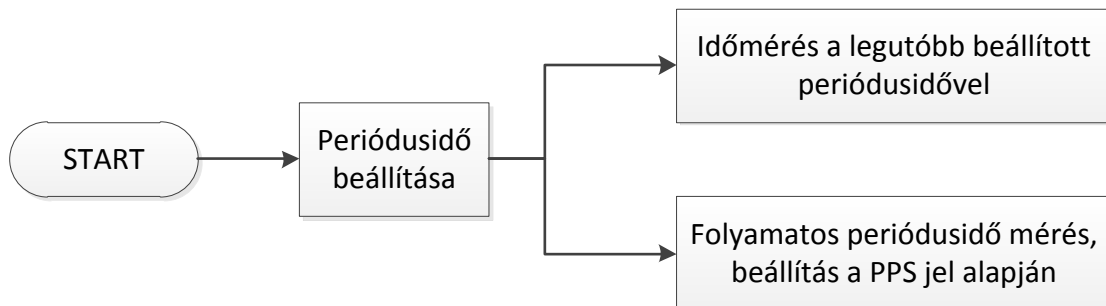 START
Periódusidő
beállítása
Időmérés a legutóbb beállított
periódusidővel
Folyamatos periódusidő mérés,
beállítás a PPS jel alapján